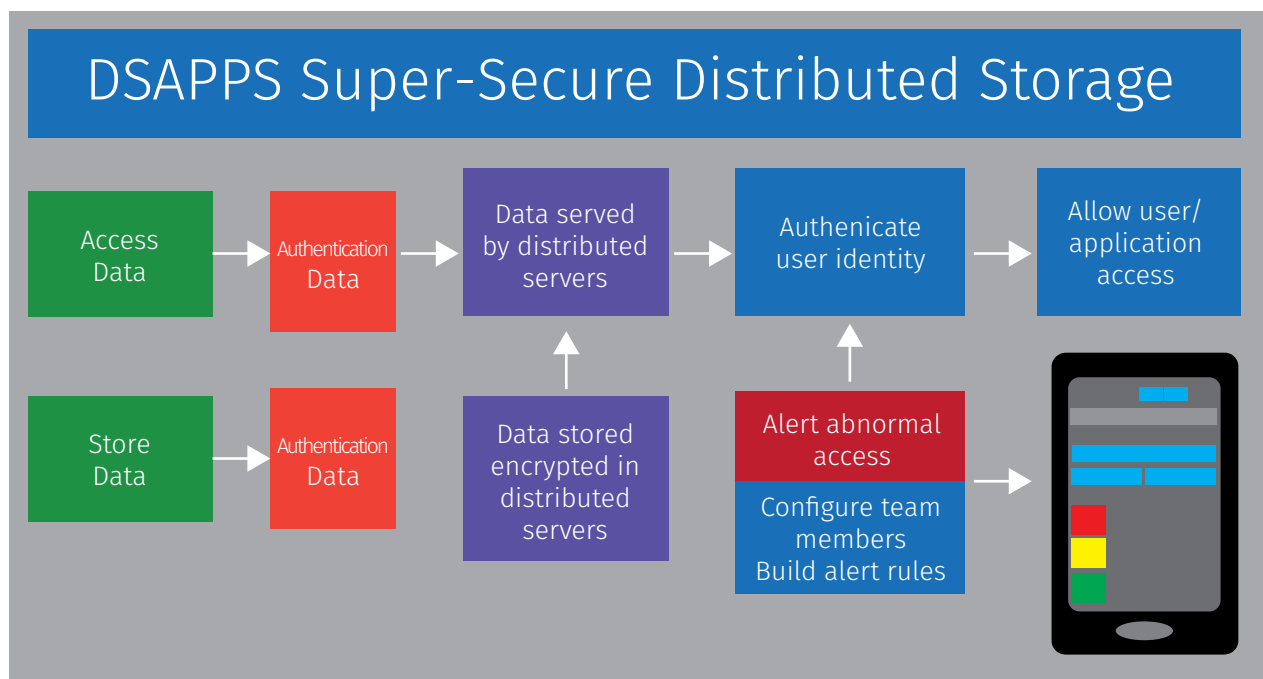 DSAPPS Super-Secure Distributed Storage
Access
Data
Authentication
Data
Data served
by distributed
servers
Authenicate
user identity
Allow user/
application
access
Store
Data
Authentication
Data
Data stored
encrypted in
distributed
servers
Alert abnormal
access
Configure team
members
Build alert rules